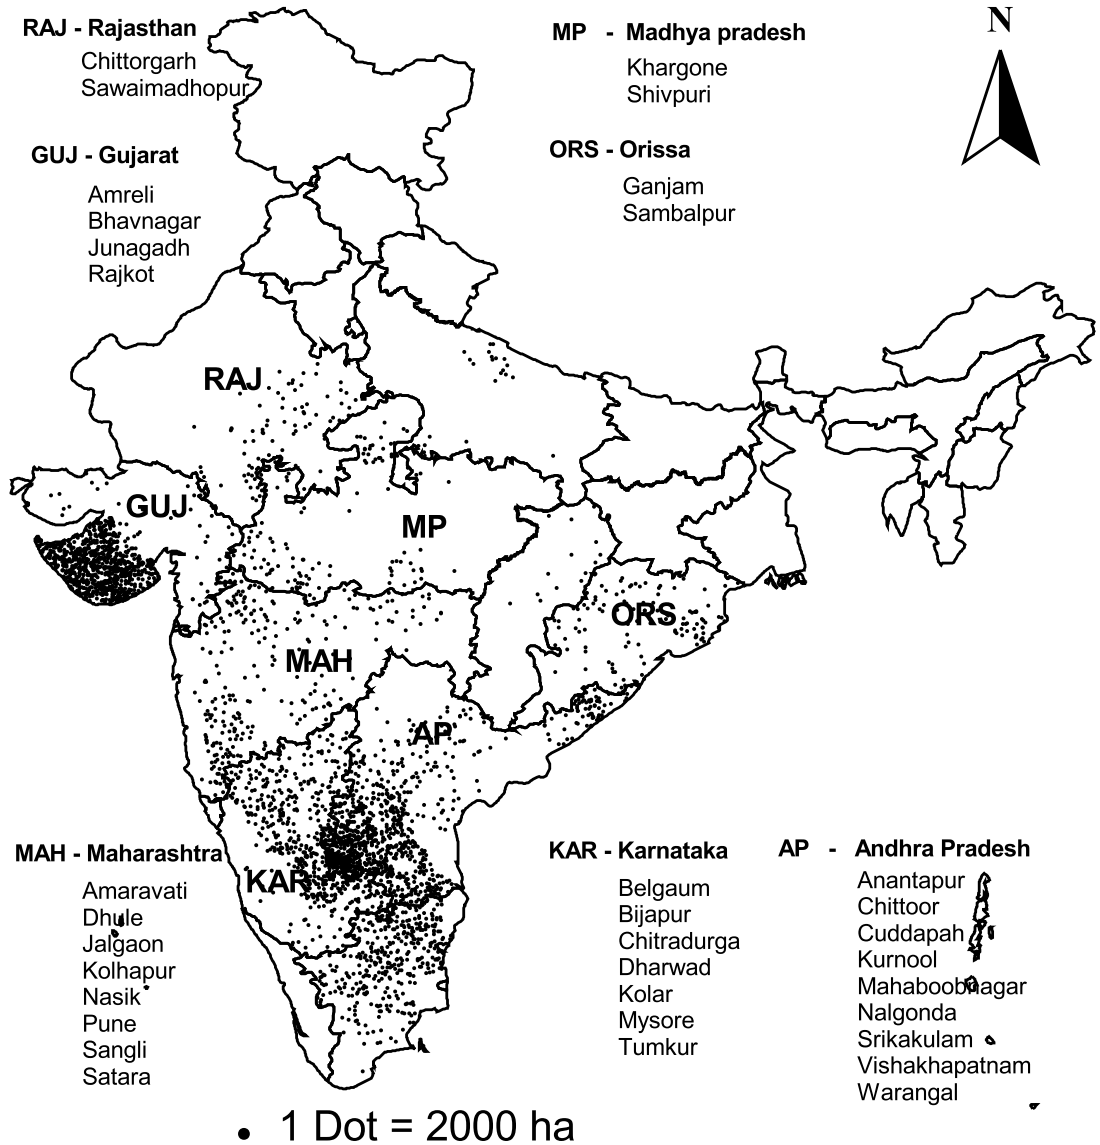 RAJ - Rajasthan
Chittorgarh
Sawaimadhopur
MP - Madhya pradesh
Khargone
Shivpuri
N
GUJ - Gujarat
Amreli
Bhavnagar
Junagadh
Rajkot
ORS - Orissa
Ganjam
Sambalpur
RAJ
GUJ
MP
ORS
MAH
AP
KAR
MAH - Maharashtra
Amaravati
Dhule
Jalgaon
Kolhapur
Nasik
Pune
Sangli
Satara
KAR - Karnataka
Belgaum
Bijapur
Chitradurga
Dharwad
Kolar
Mysore
Tumkur
AP - Andhra Pradesh
Anantapur
Chittoor
Cuddapah
Kurnool
Mahaboobnagar
Nalgonda
Srikakulam
Vishakhapatnam
Warangal
1 Dot = 2000 ha